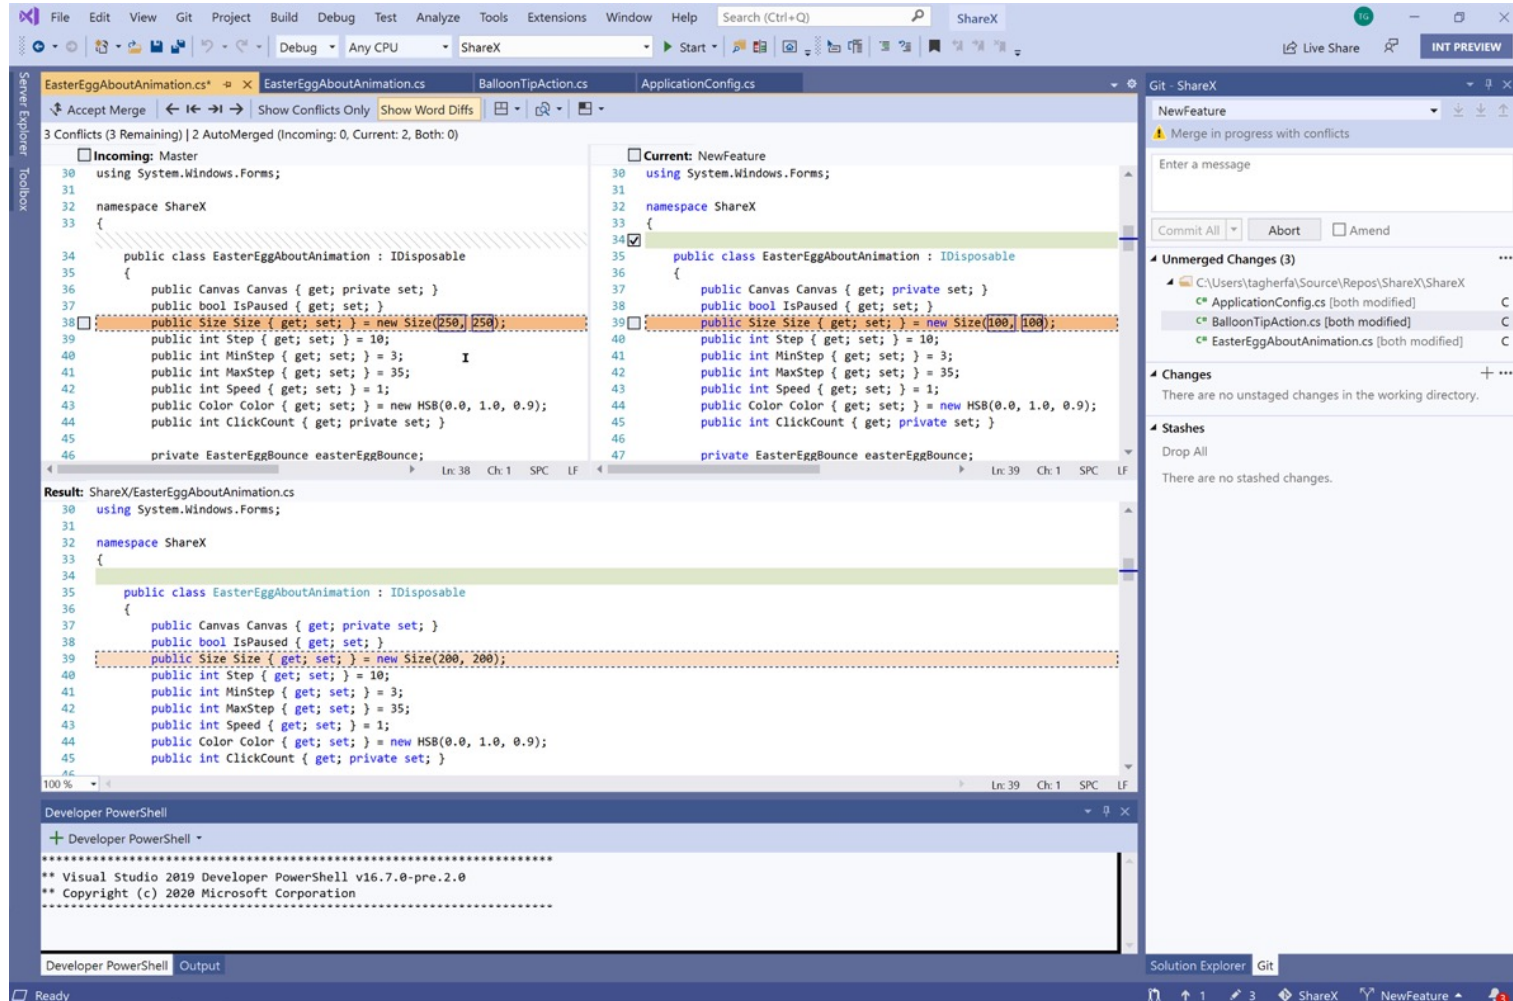 File Edit View Git Project Build Debug Test Analyze Tools Extensions Window Help Search (Ctrl+Q) ShareX TG
Debug Any CPU ShareX Start Live Share INT PREVIEW
Server Explorer
Toolbox
EasterEggAboutAnimation.cs* EasterEggAboutAnimation.cs BalloonTipAction.cs ApplicationConfig.cs
Accept Merge Show Conflicts Only Show Word Diffs
3 Conflicts (3 Remaining) | 2 AutoMerged (Incoming: 0, Current: 2, Both: 0)
Incoming: Master
30 using System.Windows.Forms;
31
32 namespace ShareX
33 {
34 public class EasterEggAboutAnimation : IDisposable
35 {
36 public Canvas Canvas { get; private set; }
37 public bool IsPaused { get; set; }
38 public Size Size { get; set; } = new Size(250, 250);
39 public int Step { get; set; } = 10;
40 public int MinStep { get; set; } = 3;
41 public int MaxStep { get; set; } = 35;
42 public int Speed { get; set; } = 1;
43 public Color Color { get; set; } = new HSB(0.0, 1.0, 0.9);
44 public int ClickCount { get; private set; }
45
46 private EasterEggBounce easterEggBounce;
Ln: 38 Ch: 1 SPC LF
Current: NewFeature
30 using System.Windows.Forms;
31
32 namespace ShareX
33 {
34
35 public class EasterEggAboutAnimation : IDisposable
36 {
37 public Canvas Canvas { get; private set; }
38 public bool IsPaused { get; set; }
39 public Size Size { get; set; } = new Size(100, 100);
40 public int Step { get; set; } = 10;
41 public int MinStep { get; set; } = 3;
42 public int MaxStep { get; set; } = 35;
43 public int Speed { get; set; } = 1;
44 public Color Color { get; set; } = new HSB(0.0, 1.0, 0.9);
45 public int ClickCount { get; private set; }
46
47 private EasterEggBounce easterEggBounce;
Ln: 39 Ch: 1 SPC LF
Result: ShareX/EasterEggAboutAnimation.cs
30 using System.Windows.Forms;
31
32 namespace ShareX
33 {
34
35 public class EasterEggAboutAnimation : IDisposable
36 {
37 public Canvas Canvas { get; private set; }
38 public bool IsPaused { get; set; }
39 public Size Size { get; set; } = new Size(200, 200);
40 public int Step { get; set; } = 10;
41 public int MinStep { get; set; } = 3;
42 public int MaxStep { get; set; } = 35;
43 public int Speed { get; set; } = 1;
44 public Color Color { get; set; } = new HSB(0.0, 1.0, 0.9);
45 public int ClickCount { get; private set; }
46
100 % Ln: 39 Ch: 1 SPC LF
Developer PowerShell
Developer PowerShell
**********************************************************************
** Visual Studio 2019 Developer PowerShell v16.7.0-pre.2.0
** Copyright (c) 2020 Microsoft Corporation
**********************************************************************
Developer PowerShell Output
Git - ShareX
NewFeature
Merge in progress with conflicts
Enter a message
Commit All Abort Amend
Unmerged Changes (3)
C:\Users\tagherfa\Source\Repos\ShareX\ShareX
C# ApplicationConfig.cs [both modified] C
C# BalloonTipAction.cs [both modified] C
C# EasterEggAboutAnimation.cs [both modified] C
Changes
There are no unstaged changes in the working directory.
Stashes
Drop All
There are no stashed changes.
Solution Explorer Git
Ready 1 3 ShareX NewFeature 3